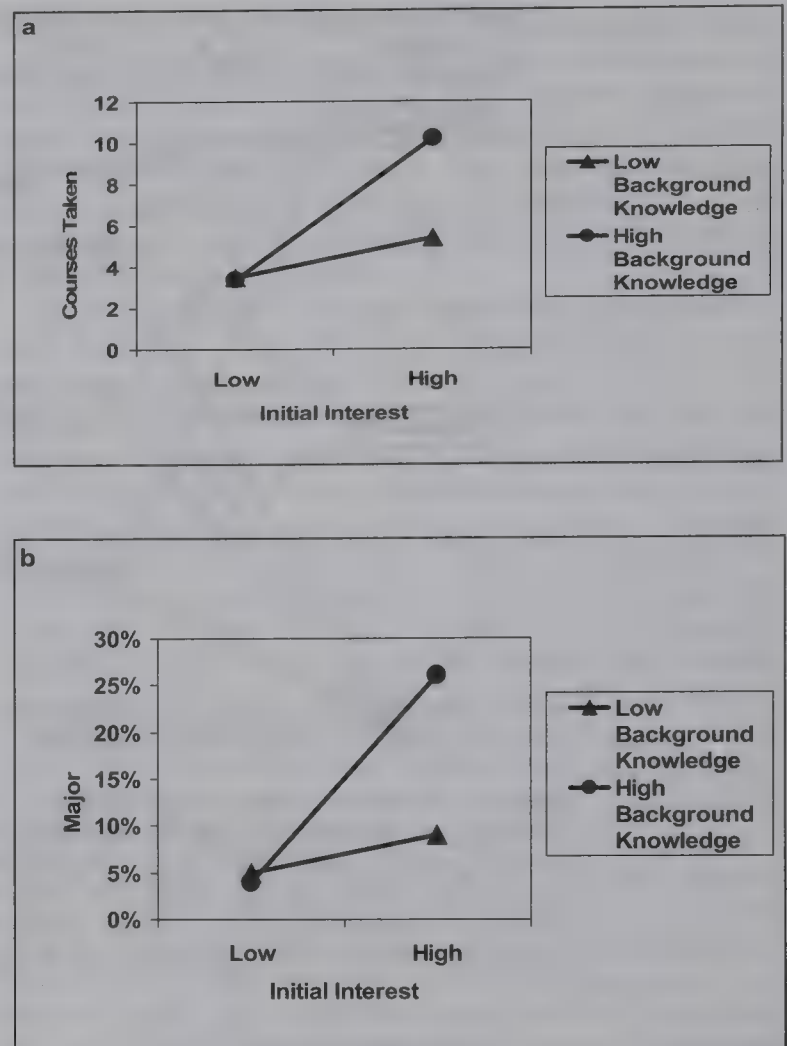 a
12
10
8
6
4
2
0
Courses Taken
Low
High
Initial Interest
Low
Background
Knowledge
High
Background
Knowledge
b
30%
25%
20%
15%
10%
5%
0%
Major
Low
High
Initial Interest
Low
Background
Knowledge
High
Background
Knowledge